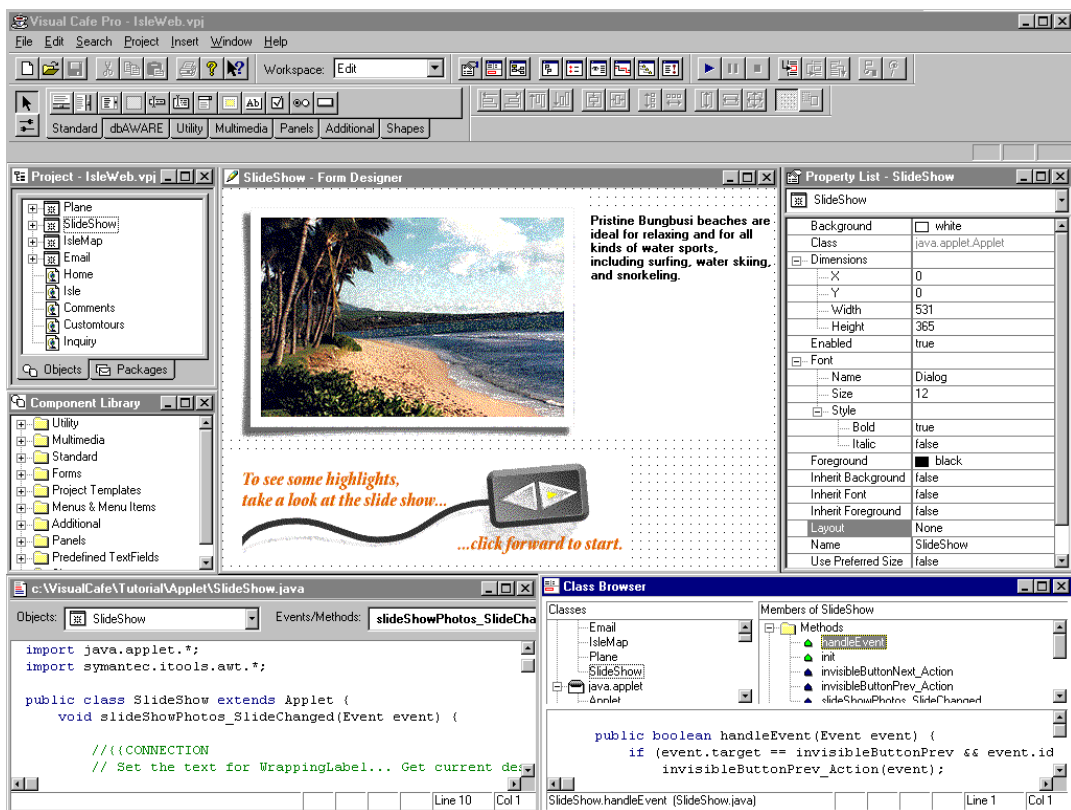 Visual Cafe Pro - IsleWeb.vpj
File Edit Search Project Insert Window Help
Workspace: Edit
Ab
Standard dbAWARE Utility Multimedia Panels Additional Shapes
Project - IsleWeb.vpj
Plane
SlideShow
IsleMap
Email
Home
Isle
Comments
Customtours
Inquiry
Objects Packages
Component Library
Utility
Multimedia
Standard
Forms
Project Templates
Menus & Menu Items
Additional
Panels
Predefined TextFields
SlideShow - Form Designer
Pristine Bungbusi beaches are
ideal for relaxing and for all
kinds of water sports,
including surfing, water skiing,
and snorkeling.
To see some highlights,
take a look at the slide show...
...click forward to start.
Property List - SlideShow
SlideShow
Background white
Class java.applet.Applet
Dimensions
X 0
Y 0
Width 531
Height 365
Enabled true
Font
Name Dialog
Size 12
Style
Bold true
Italic false
Foreground black
Inherit Background false
Inherit Font false
Inherit Foreground false
Layout None
Name SlideShow
Use Preferred Size false
c:\VisualCafe\Tutorial\Applet\SlideShow.java
Objects: SlideShow Events/Methods: slideShowPhotos_SlideCha
import java.applet.*;
import symantec.itools.awt.*;
public class SlideShow extends Applet {
void slideShowPhotos_SlideChanged(Event event) {
//{{CONNECTION
// Set the text for WrappingLabel... Get current des
Line 10 Col 1
Class Browser
Classes
Email
IsleMap
Plane
SlideShow
java.applet
Applet
Members of SlideShow
Methods
handleEvent
init
invisibleButtonNext_Action
invisibleButtonPrev_Action
slideShowPhotos_SlideChanged
public boolean handleEvent(Event event) {
if (event.target == invisibleButtonPrev && event.id
invisibleButtonPrev_Action(event);
SlideShow.handleEvent (SlideShow.java) Line 1 Col 1